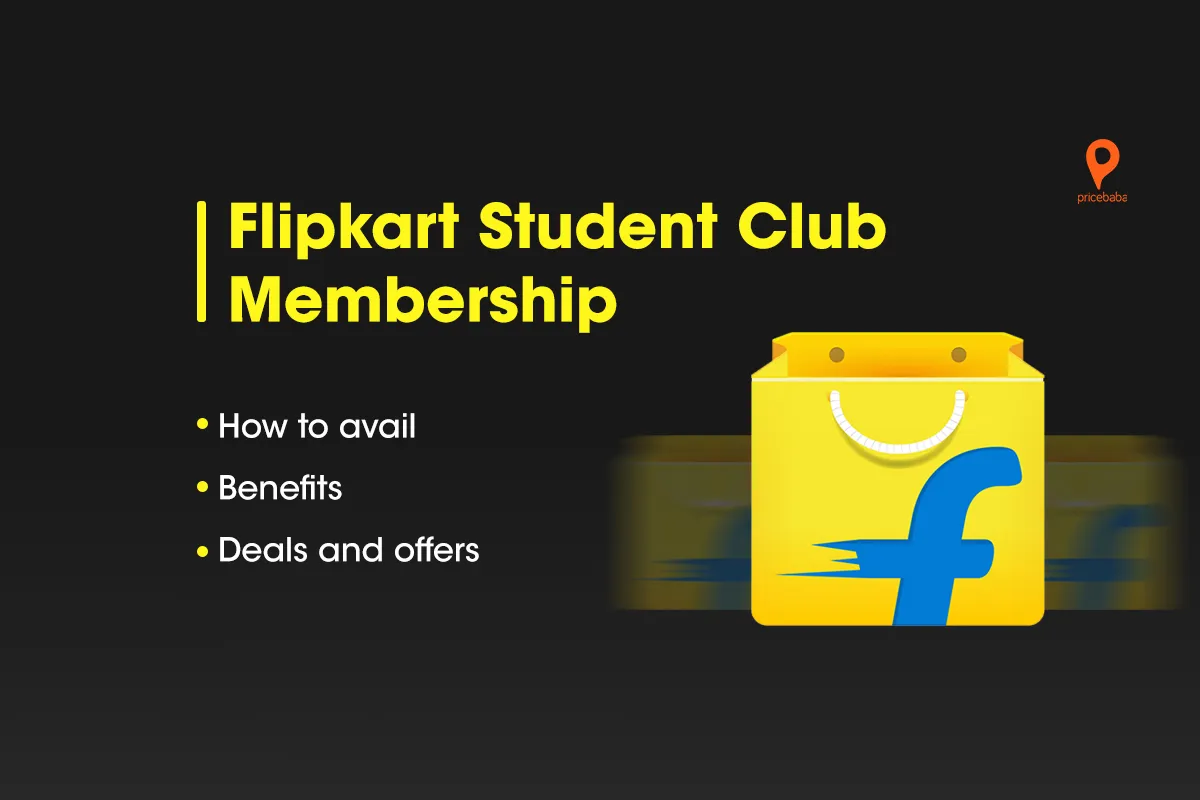 pricebaba
Flipkart Student Club
Membership
How to avail
Benefits
Deals and offers
f